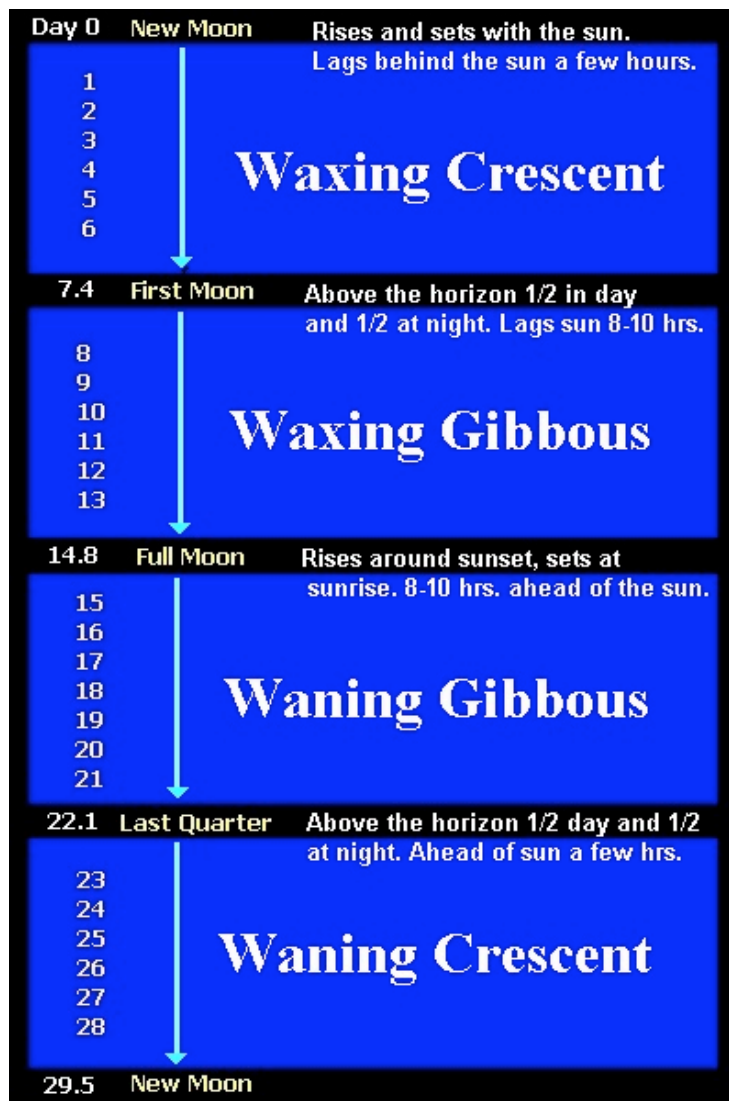 Day 0 New Moon Rises and sets with the sun.
Lags behind the sun a few hours.
1
2
3
4
5
6
Waxing Crescent
7.4 First Moon Above the horizon 1/2 in day
and 1/2 at night. Lags sun 8-10 hrs.
8
9
10
11
12
13
Waxing Gibbous
14.8 Full Moon Rises around sunset, sets at
sunrise. 8-10 hrs. ahead of the sun.
15
16
17
18
19
20
21
Waning Gibbous
22.1 Last Quarter Above the horizon 1/2 day and 1/2
at night. Ahead of sun a few hrs.
23
24
25
26
27
28
Waning Crescent
29.5 New Moon